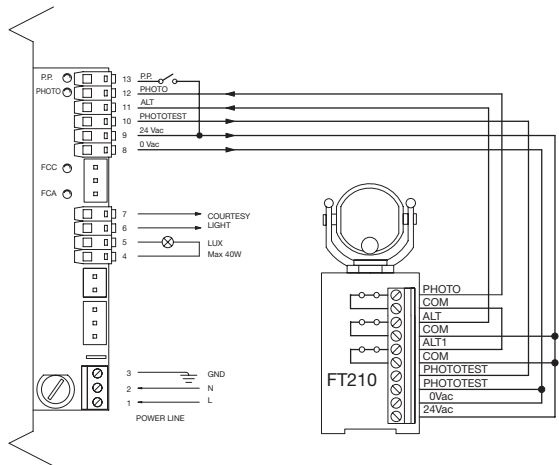 P.P. 13 P.P.
PHOTO 12 PHOTO
11 ALT
10 PHOTOTEST
9 24 Vac
8 0 Vac
FCC
FCA
7 COURTESY
6 LIGHT
5 LUX
4 Max 40W
3 GND
2 N
1 L
POWER LINE
PHOTO
COM
ALT
COM
ALT1
COM
PHOTOTEST
PHOTOTEST
0Vac
24Vac
FT210